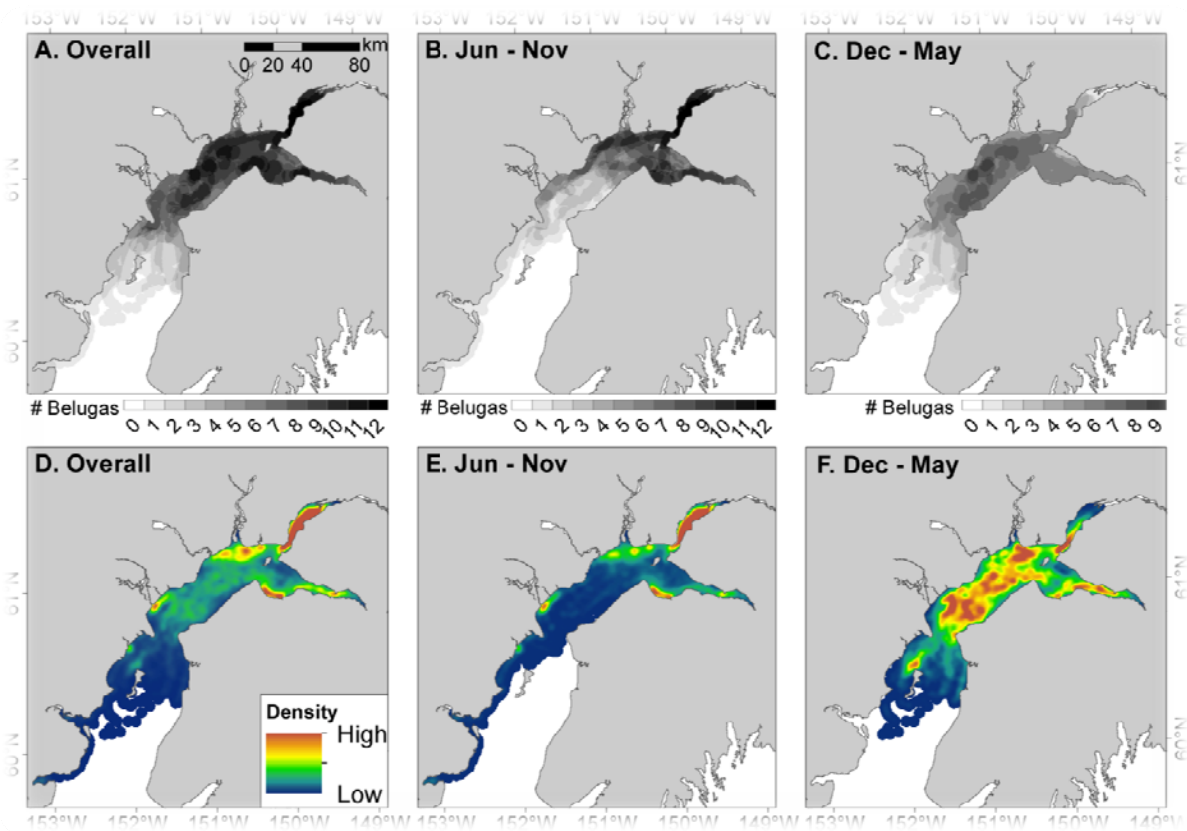 153°W 152°W 151°W 150°W 149°W 153°W 152°W 151°W 150°W 149°W 153°W 152°W 151°W 150°W 149°W
A. Overall
km
0 20 40 80
B. Jun - Nov
C. Dec - May
61°N
61°N
60°N
60°N
# Belugas
0 1 2 3 4 5 6 7 8 9 10 11 12
# Belugas
0 1 2 3 4 5 6 7 8 9 10 11 12
# Belugas
0 1 2 3 4 5 6 7 8 9
D. Overall
E. Jun - Nov
F. Dec - May
61°N
61°N
60°N
60°N
Density
High
Low
153°W 152°W 151°W 150°W 149°W 153°W 152°W 151°W 150°W 149°W 153°W 152°W 151°W 150°W 149°W